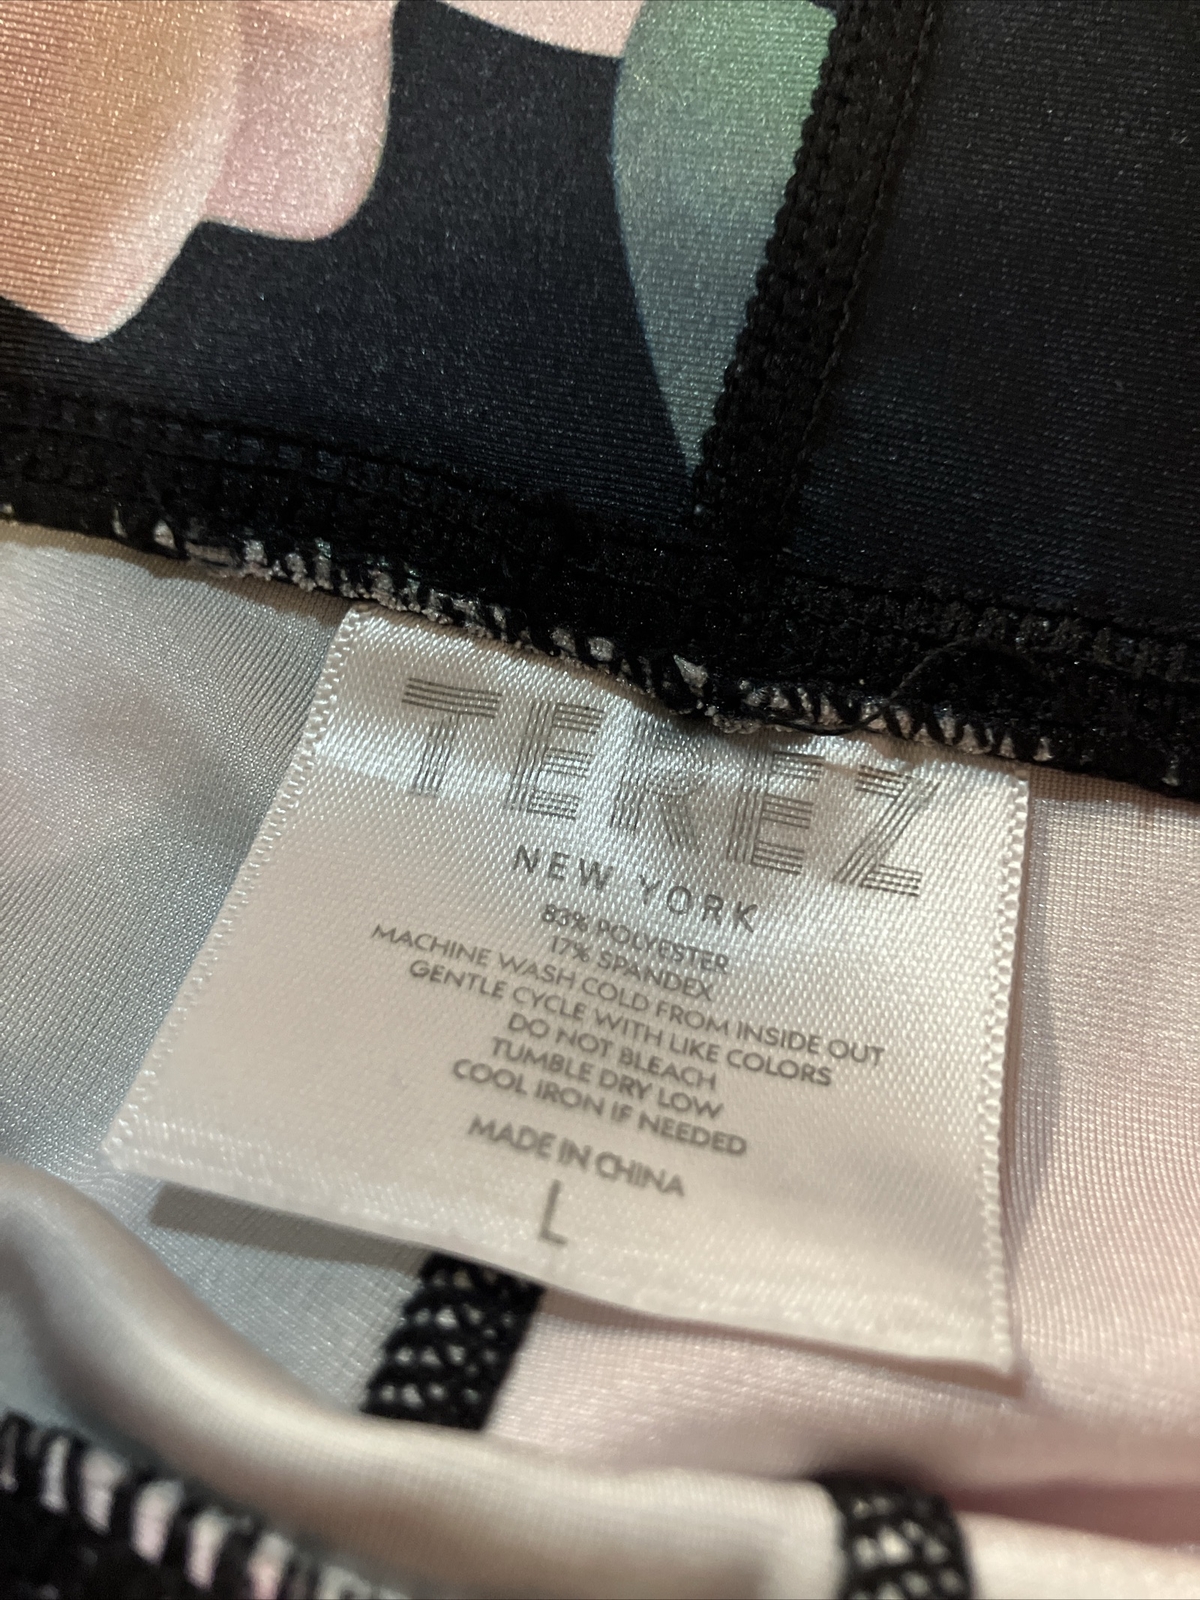 TEREZ
NEW YORK
83% POLYESTER
17% SPANDEX
MACHINE WASH COLD FROM INSIDE OUT
GENTLE CYCLE WITH LIKE COLORS
DO NOT BLEACH
TUMBLE DRY LOW
COOL IRON IF NEEDED
MADE IN CHINA
L